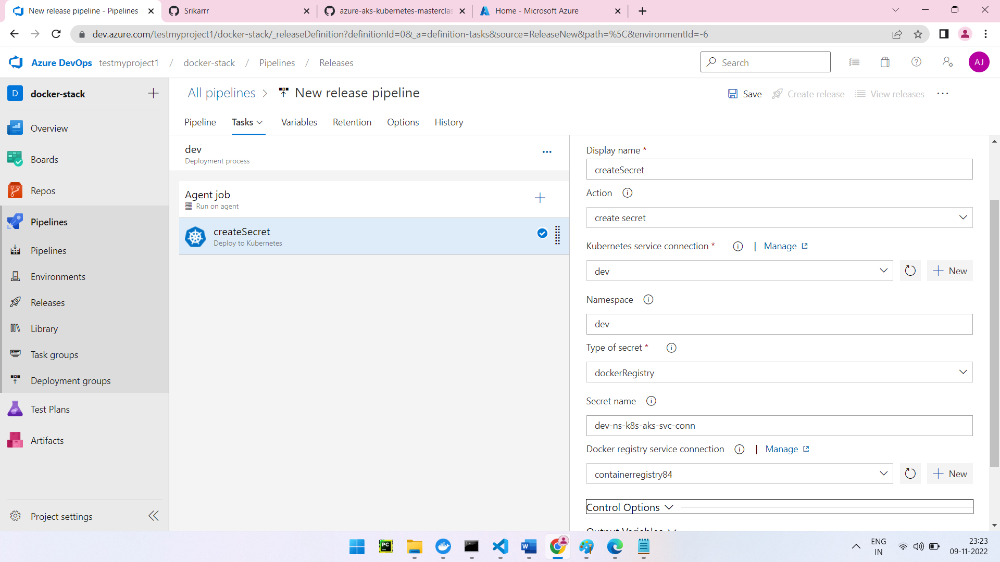 New release pipeline - Pipelines
Srikarrr
azure-aks-kubernetes-masterclas
Home - Microsoft Azure
dev.azure.com/testmyproject1/docker-stack/_releaseDefinition?definitionId=0&_a=definition-tasks&source=ReleaseNew&path=%5C&environmentId=-6
Azure DevOps testmyproject1 / docker-stack / Pipelines / Releases
Search
AJ
D docker-stack
Overview
Boards
Repos
Pipelines
Pipelines
Environments
Releases
Library
Task groups
Deployment groups
Test Plans
Artifacts
Project settings
All pipelines > New release pipeline
Save
Create release
View releases
Pipeline Tasks Variables Retention Options History
dev
Deployment process
Agent job
Run on agent
createSecret
Deploy to Kubernetes
Display name *
createSecret
Action
create secret
Kubernetes service connection * | Manage
dev
New
Namespace
dev
Type of secret *
dockerRegistry
Secret name
dev-ns-k8s-aks-svc-conn
Docker registry service connection | Manage
containerregistry84
New
Control Options
Output Variables
PC
W
ENG
IN
23:23
09-11-2022